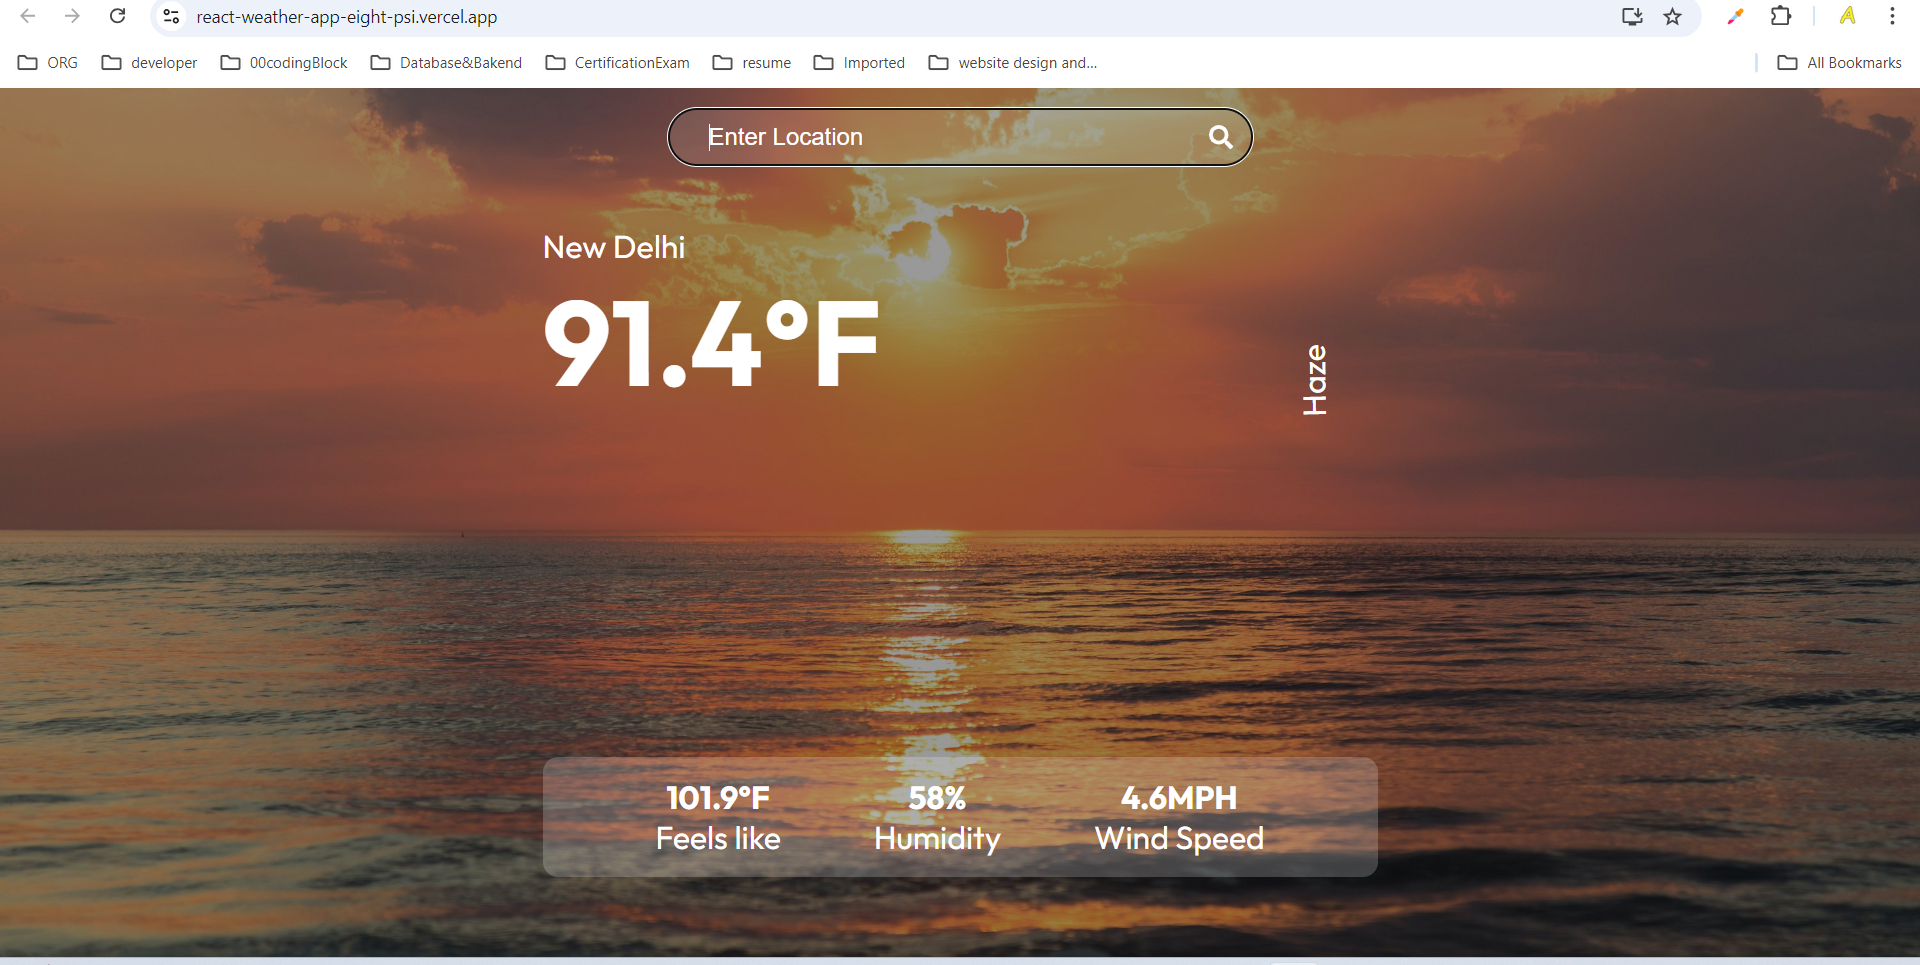 react-weather-app-eight-psi.vercel.app
ORG developer 00codingBlock Database&Bakend CertificationExam resume Imported website design and... All Bookmarks
Enter Location
New Delhi
91.4°F
Haze
101.9°F 58% 4.6MPH
Feels like Humidity Wind Speed